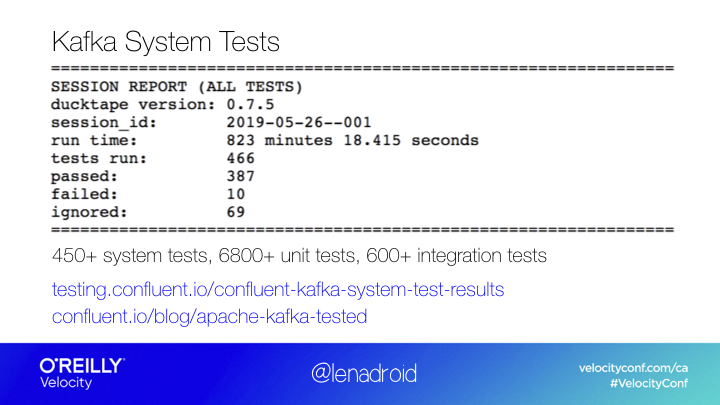 Kafka System Tests
================================================================
SESSION REPORT (ALL TESTS)
ducktape version: 0.7.5
session_id: 2019-05-26--001
run time: 823 minutes 18.415 seconds
tests run: 466
passed: 387
failed: 10
ignored: 69
================================================================
450+ system tests, 6800+ unit tests, 600+ integration tests
testing.confluent.io/confluent-kafka-system-test-results
confluent.io/blog/apache-kafka-tested
O'REILLY
Velocity
@lenadroid
velocityconf.com/ca
#VelocityConf